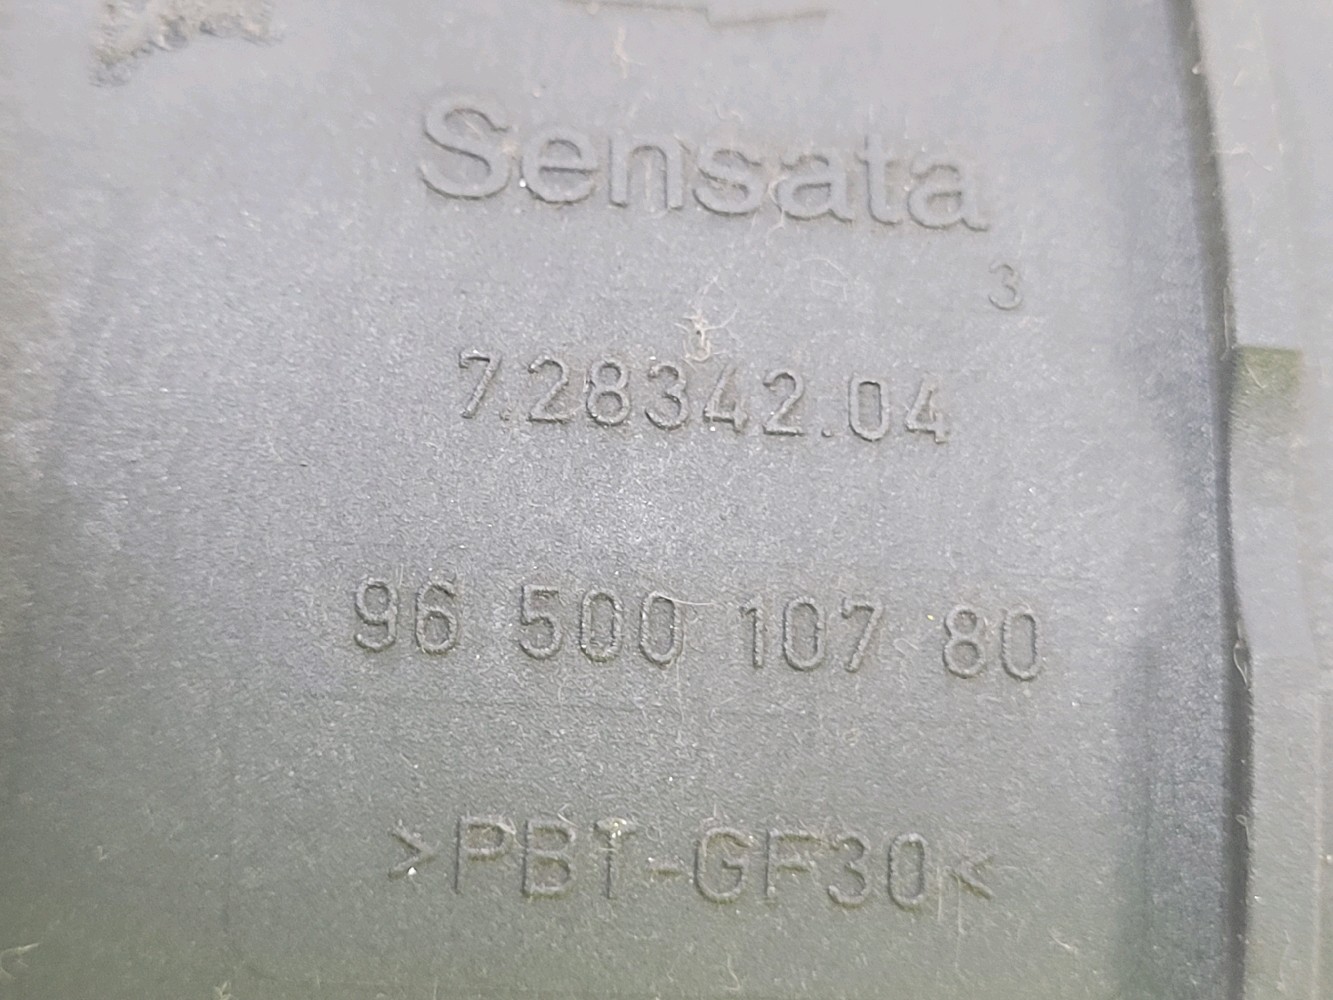 Sensata
3
7.28342.04
96 500 107 80
>PBT-GF30<